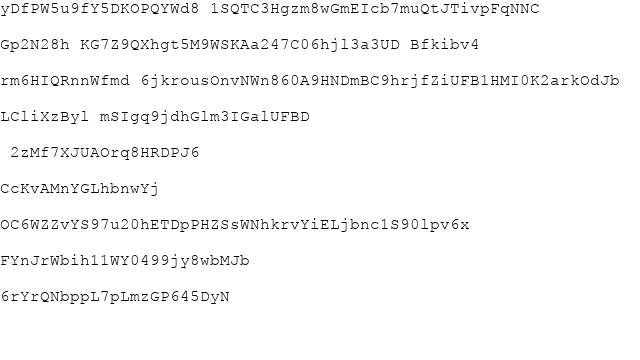 yDfPW5u9fY5DKOPQYWd8 1SQTC3Hgzm8wGmEIcb7muQtJTivpFqNNC
Gp2N28h KG7Z9QXhgt5M9WSKAa247C06hjl3a3UD Bfkibv4
rm6HIQRnnWfmd 6jkrousOnvNWn860A9HNDmBC9hrjfZiUFB1HMI0K2arkOdJb
LCliXzByl mSIgq9jdhGlm3IGalUFBD
2zMf7XJUAOrq8HRDPJ6
CcKvAMnYGLhbnwYj
OC6WZZvYS97u20hETDpPHZSsWNhkrvYiELjbnc1S90lpv6x
FYnJrWbih11WY0499jy8wbMJb
6rYrQNbppL7pLmzGP645DyN